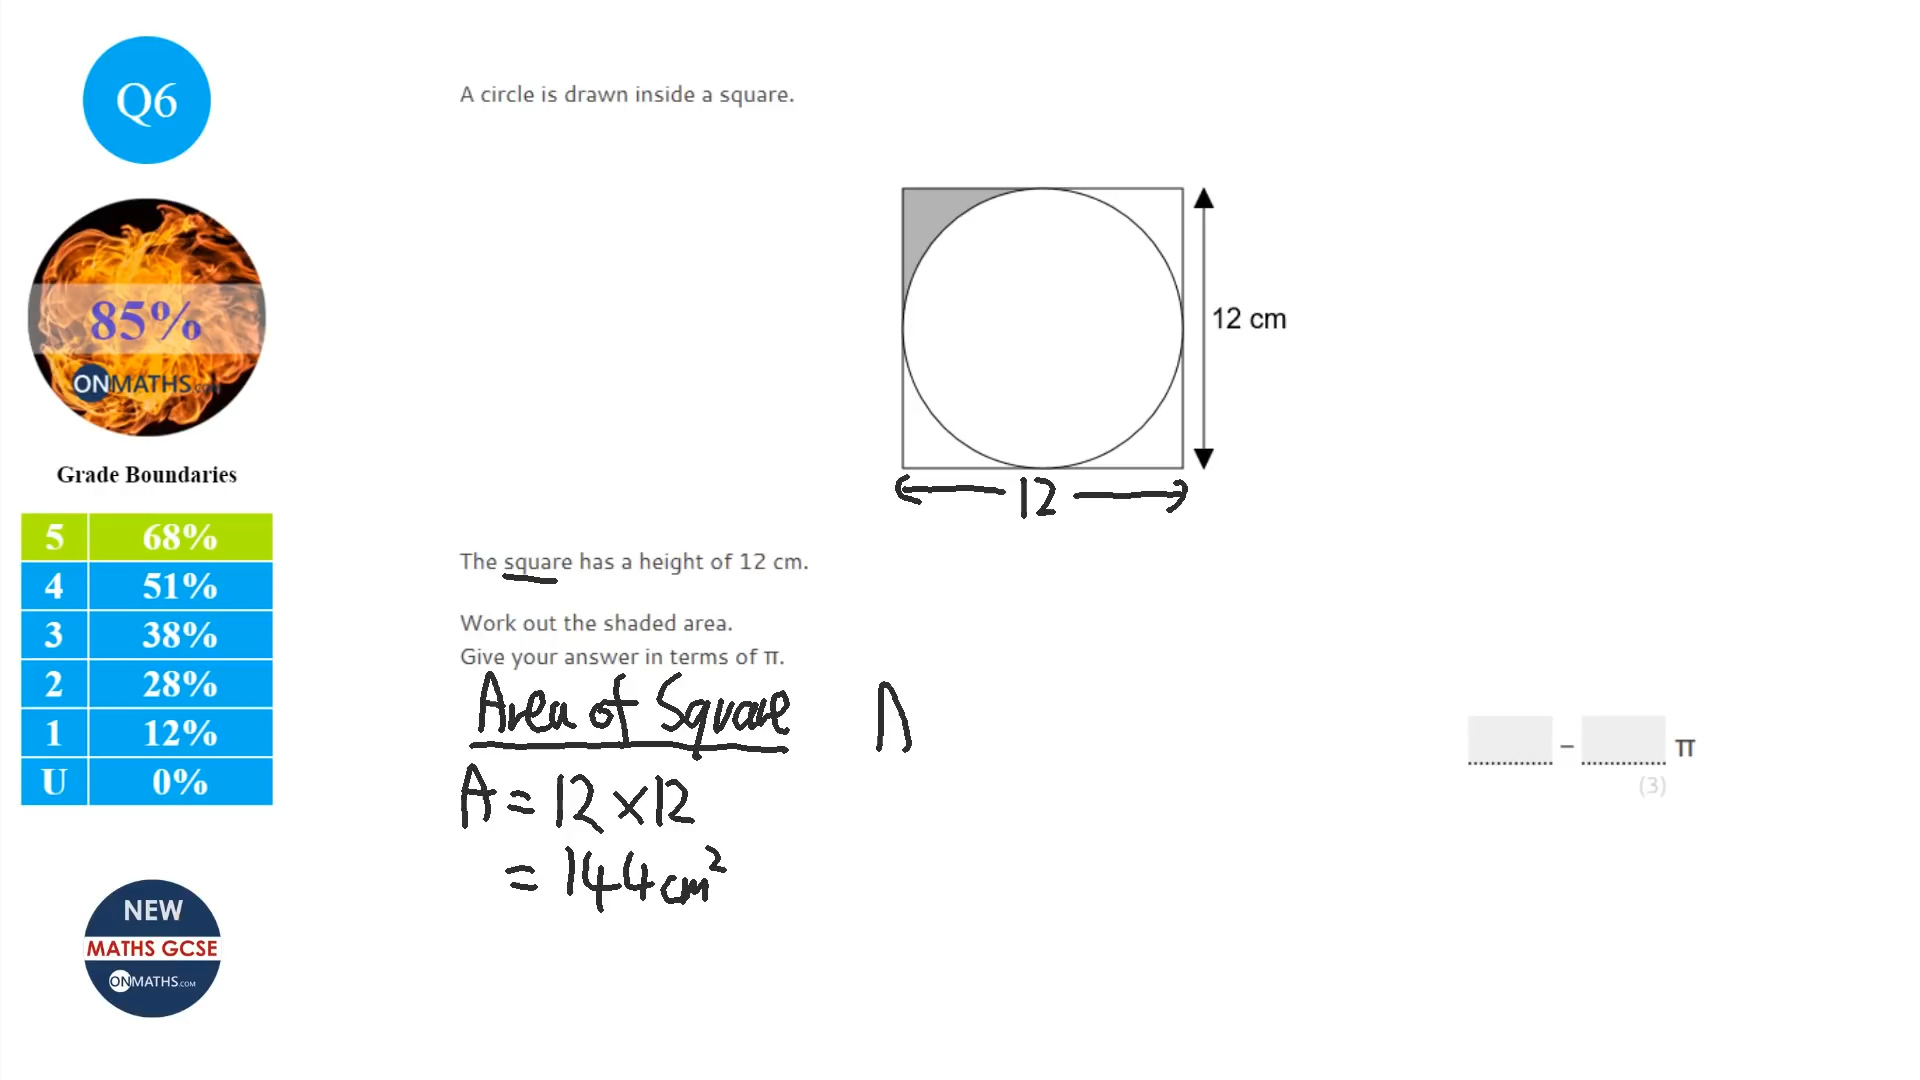 Q6
A circle is drawn inside a square.
85%
ONMATHS.com
12 cm
12
Grade Boundaries
5 68%
4 51%
3 38%
2 28%
1 12%
U 0%
The square has a height of 12 cm.
Work out the shaded area.
Give your answer in terms of π.
Area of Square
A = 12 × 12
= 144 cm²
– π
(3)
NEW
MATHS GCSE
ONMATHS.COM